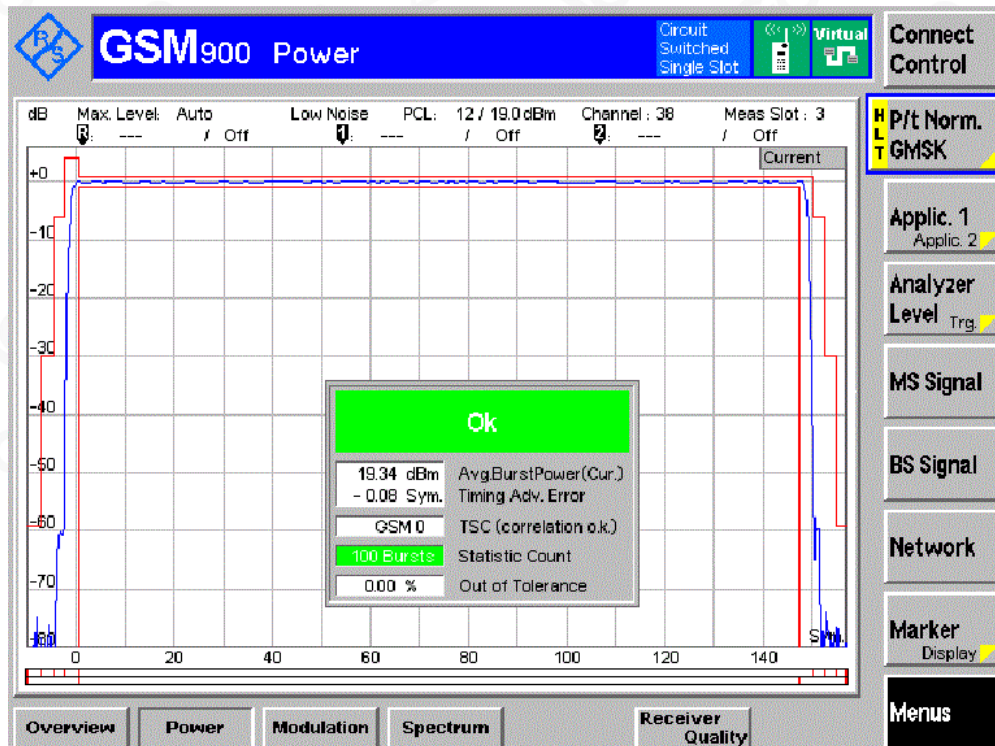 R/S
GSM900 Power
Circuit
Switched
Single Slot
Virtual
Connect
Control
dB Max. Level: Auto Low Noise PCL: 12 / 19.0 dBm Channel : 38 Meas Slot : 3
R: --- / Off 1: --- / Off 2: --- / Off
HLT
P/t Norm.
GMSK
Current
+0
-10
-20
-30
-40
-50
-60
-70
-80
Ok
19.34 dBm Avg.BurstPower(Cur.)
- 0.08 Sym. Timing Adv. Error
GSM 0 TSC (correlation o.k.)
100 Bursts Statistic Count
0.00 % Out of Tolerance
Sym.
0 20 40 60 80 100 120 140
Applic. 1
Applic. 2
Analyzer
Level Trg.
MS Signal
BS Signal
Network
Marker
Display
Menus
Overview Power Modulation Spectrum Receiver
Quality